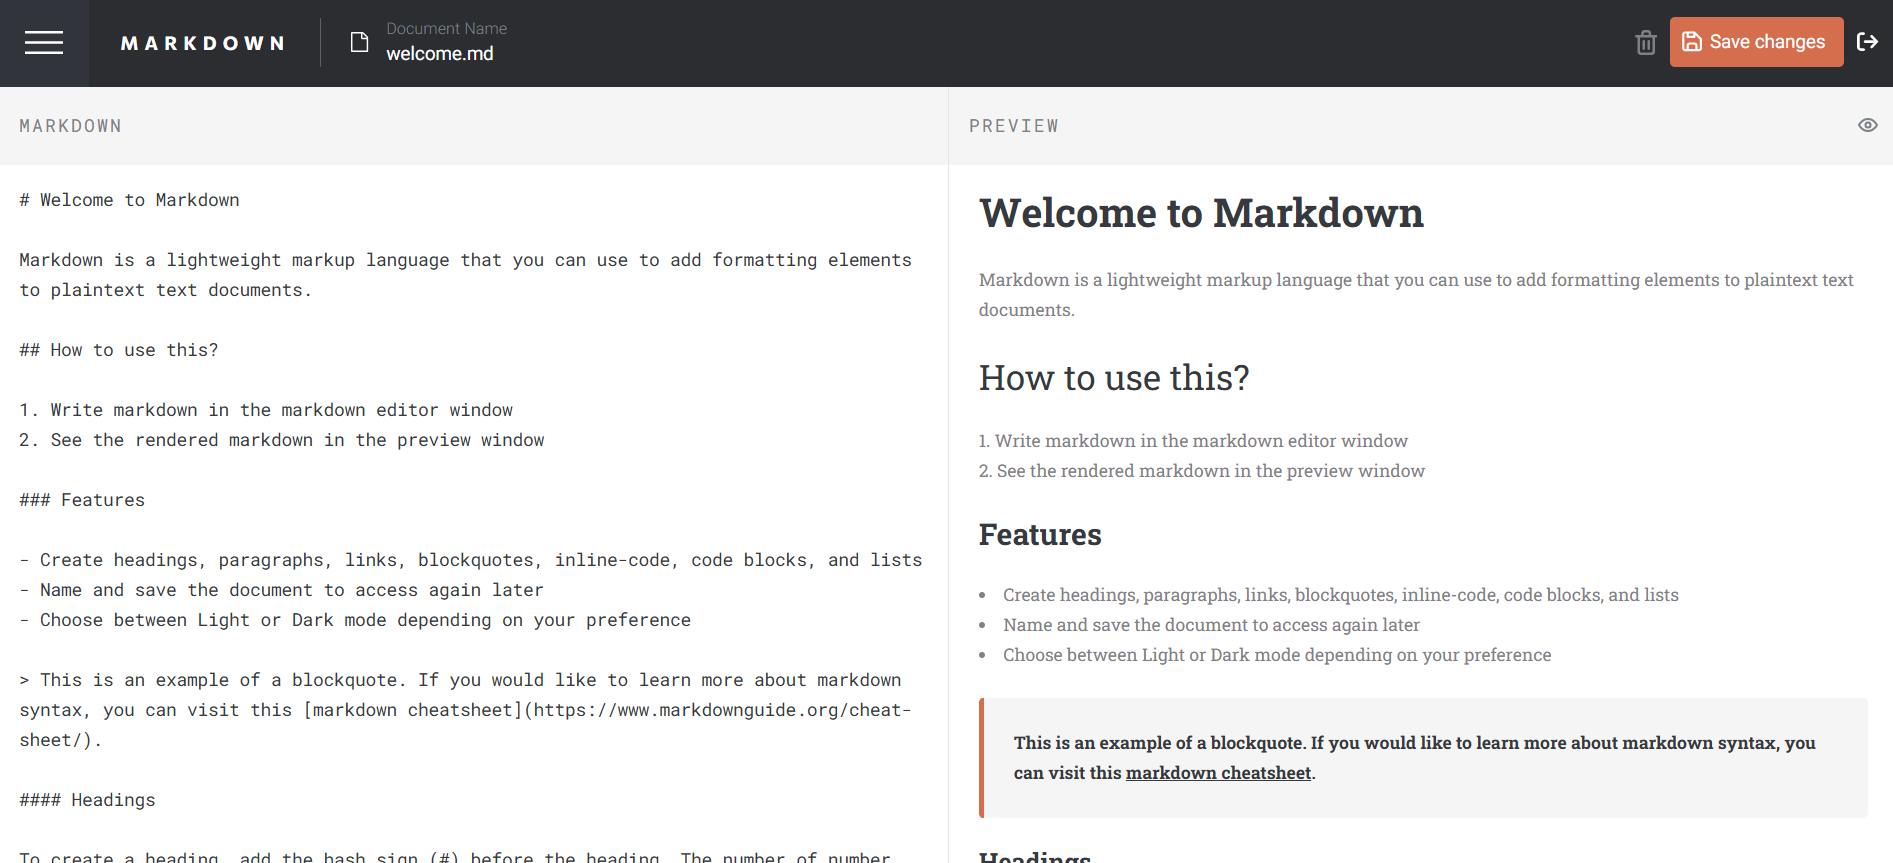 MARKDOWN
Document Name
welcome.md
Save changes
MARKDOWN
# Welcome to Markdown
Markdown is a lightweight markup language that you can use to add formatting elements
to plaintext text documents.
## How to use this?
1. Write markdown in the markdown editor window
2. See the rendered markdown in the preview window
### Features
- Create headings, paragraphs, links, blockquotes, inline-code, code blocks, and lists
- Name and save the document to access again later
- Choose between Light or Dark mode depending on your preference
> This is an example of a blockquote. If you would like to learn more about markdown
syntax, you can visit this [markdown cheatsheet](https://www.markdownguide.org/cheat-
sheet/).
#### Headings
To create a heading, add the hash sign (#) before the heading. The number of number
PREVIEW
Welcome to Markdown
Markdown is a lightweight markup language that you can use to add formatting elements to plaintext text
documents.
How to use this?
1. Write markdown in the markdown editor window
2. See the rendered markdown in the preview window
Features
• Create headings, paragraphs, links, blockquotes, inline-code, code blocks, and lists
• Name and save the document to access again later
• Choose between Light or Dark mode depending on your preference
This is an example of a blockquote. If you would like to learn more about markdown syntax, you
can visit this markdown cheatsheet.
Headings